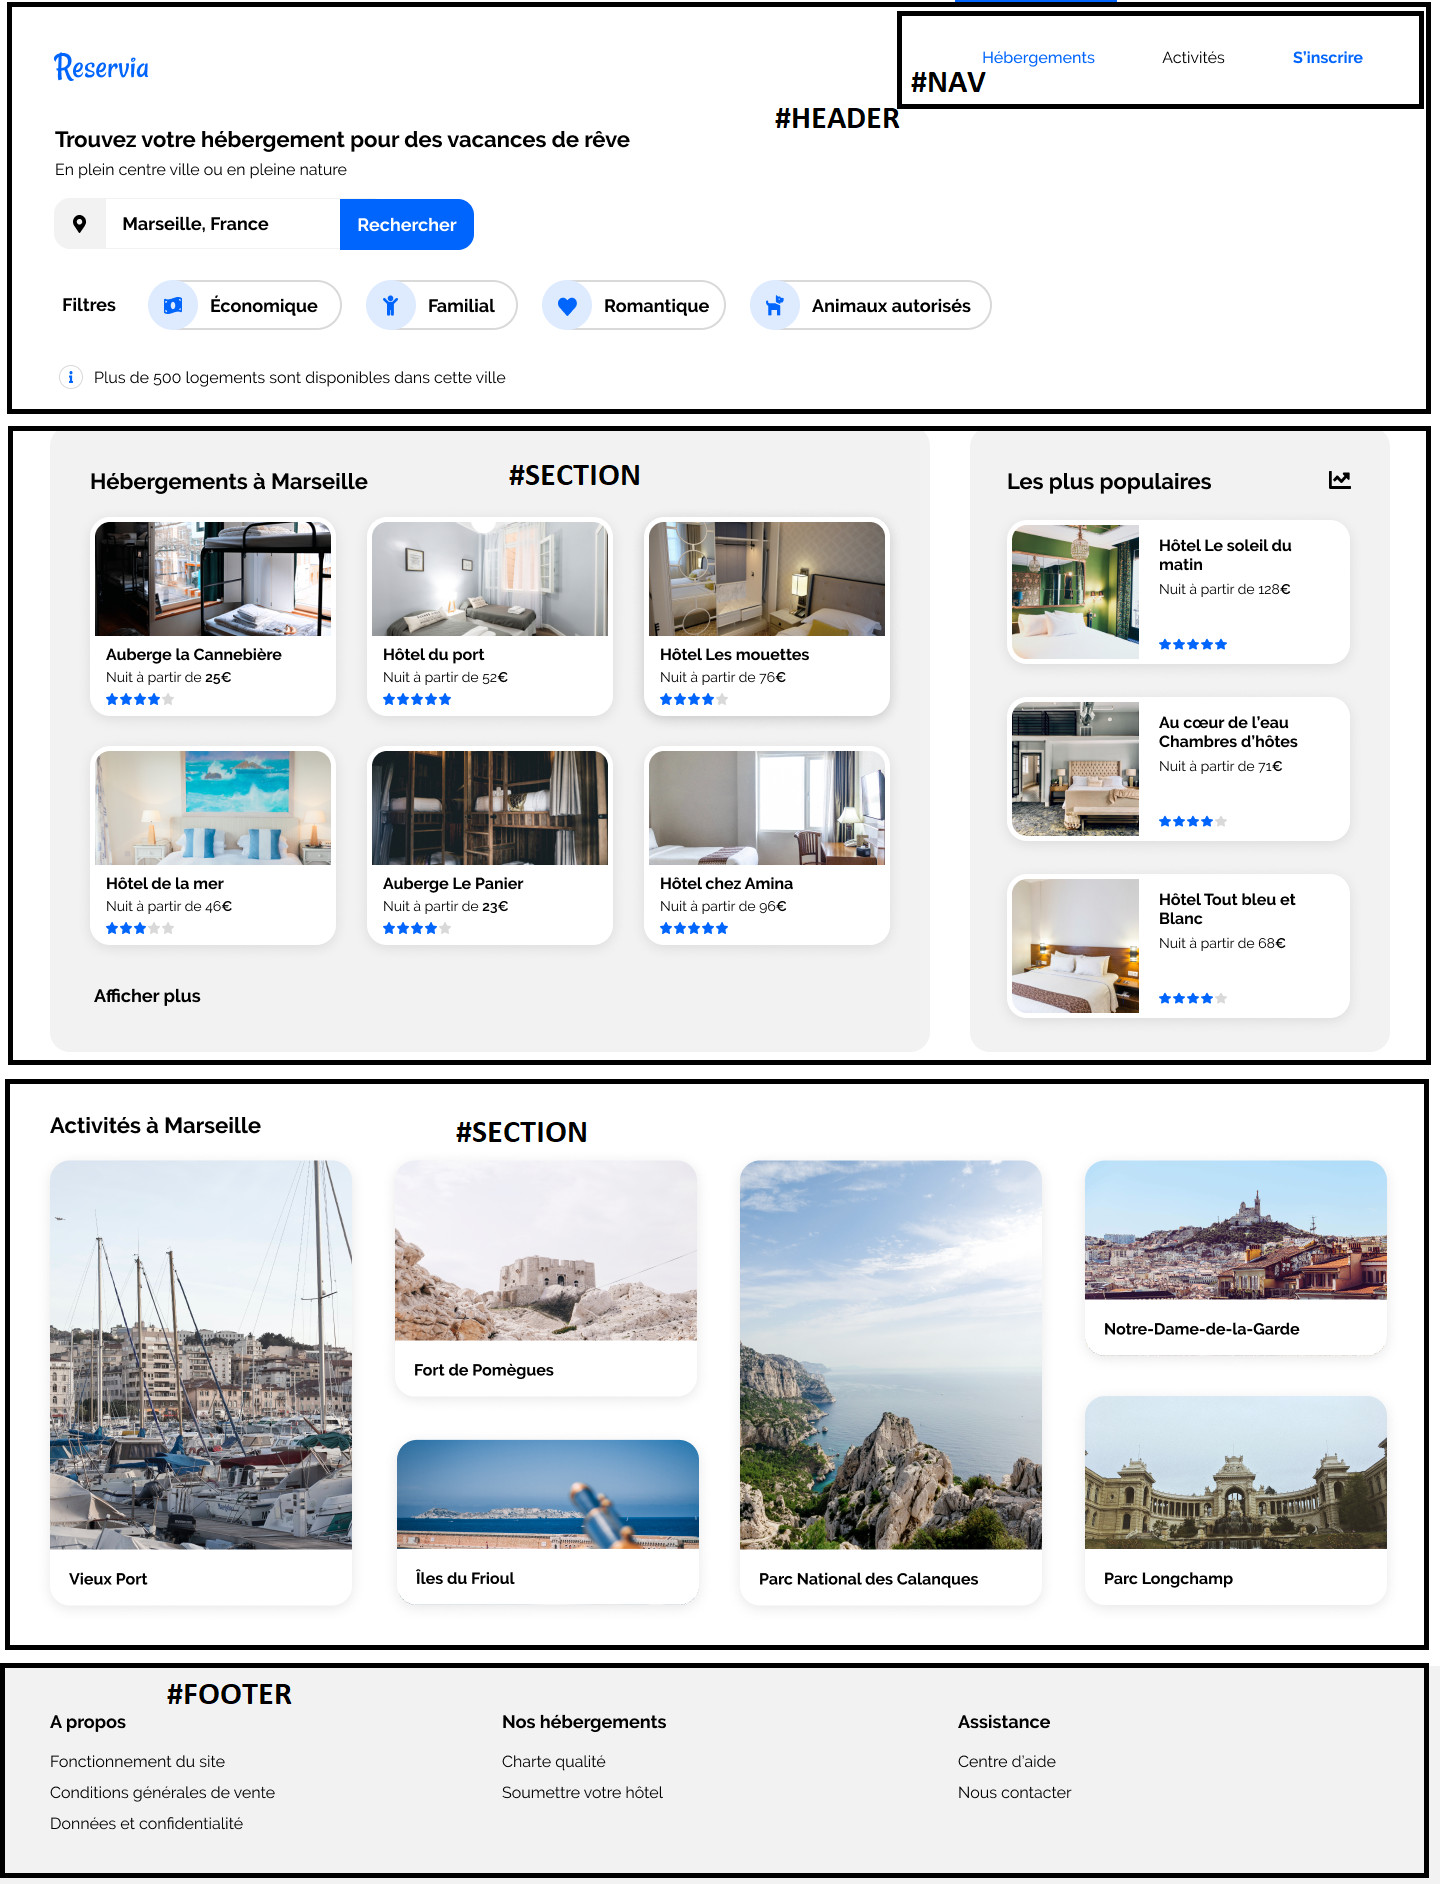 Reservia
Hébergements
Activités
S'inscrire
#NAV
#HEADER
Trouvez votre hébergement pour des vacances de rêve
En plein centre ville ou en pleine nature
Marseille, France
Rechercher
Filtres
Économique
Familial
Romantique
Animaux autorisés
Plus de 500 logements sont disponibles dans cette ville
Hébergements à Marseille
#SECTION
Auberge la Cannebière
Nuit à partir de 25€
Hôtel du port
Nuit à partir de 52€
Hôtel Les mouettes
Nuit à partir de 76€
Hôtel de la mer
Nuit à partir de 46€
Auberge Le Panier
Nuit à partir de 23€
Hôtel chez Amina
Nuit à partir de 96€
Afficher plus
Les plus populaires
Hôtel Le soleil du
matin
Nuit à partir de 128€
Au cœur de l'eau
Chambres d'hôtes
Nuit à partir de 71€
Hôtel Tout bleu et
Blanc
Nuit à partir de 68€
Activités à Marseille
#SECTION
Vieux Port
Fort de Pomègues
Îles du Frioul
Parc National des Calanques
Notre-Dame-de-la-Garde
Parc Longchamp
#FOOTER
A propos
Fonctionnement du site
Conditions générales de vente
Données et confidentialité
Nos hébergements
Charte qualité
Soumettre votre hôtel
Assistance
Centre d'aide
Nous contacter